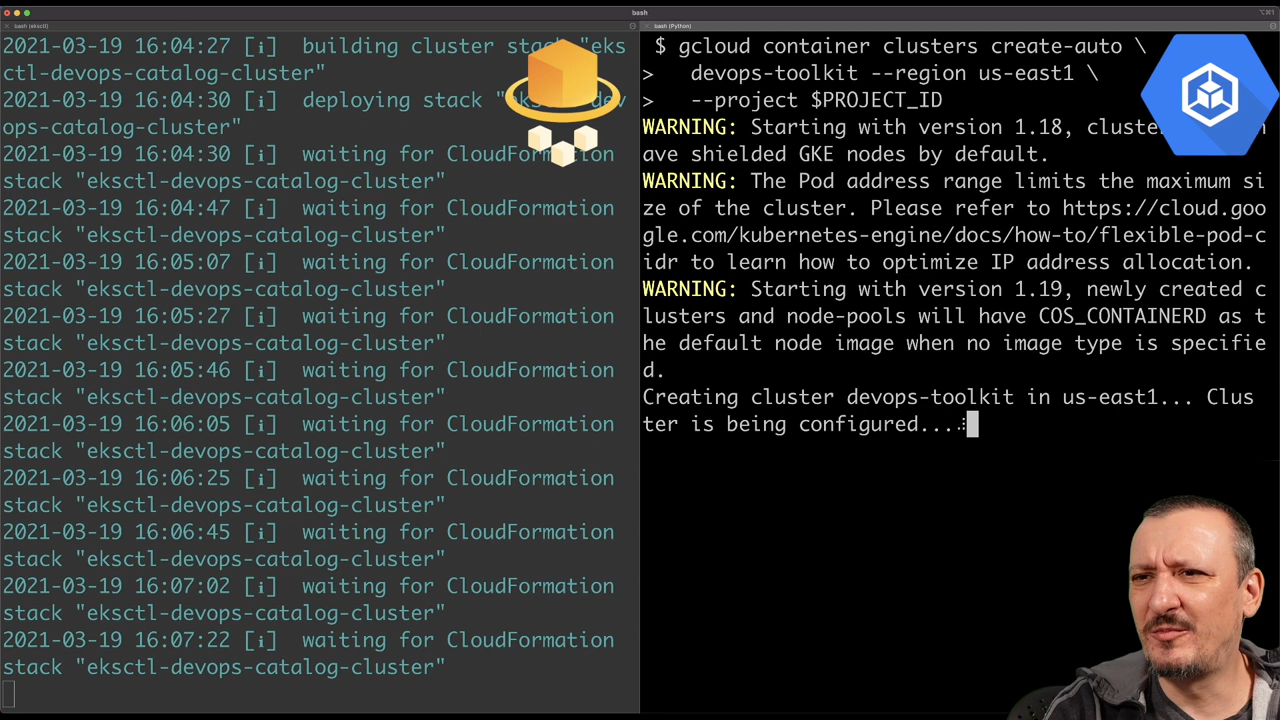 bash
bash (eksctl)
bash (Python)
2021-03-19 16:04:27 [ℹ]  building cluster stack "eks
ctl-devops-catalog-cluster"
2021-03-19 16:04:30 [ℹ]  deploying stack
ops-catalog-cluster"
2021-03-19 16:04:30 [ℹ]  waiting for CloudFormation
stack "eksctl-devops-catalog-cluster"
2021-03-19 16:04:47 [ℹ]  waiting for CloudFormation
stack "eksctl-devops-catalog-cluster"
2021-03-19 16:05:07 [ℹ]  waiting for CloudFormation
stack "eksctl-devops-catalog-cluster"
2021-03-19 16:05:27 [ℹ]  waiting for CloudFormation
stack "eksctl-devops-catalog-cluster"
2021-03-19 16:05:46 [ℹ]  waiting for CloudFormation
stack "eksctl-devops-catalog-cluster"
2021-03-19 16:06:05 [ℹ]  waiting for CloudFormation
stack "eksctl-devops-catalog-cluster"
2021-03-19 16:06:25 [ℹ]  waiting for CloudFormation
stack "eksctl-devops-catalog-cluster"
2021-03-19 16:06:45 [ℹ]  waiting for CloudFormation
stack "eksctl-devops-catalog-cluster"
2021-03-19 16:07:02 [ℹ]  waiting for CloudFormation
stack "eksctl-devops-catalog-cluster"
2021-03-19 16:07:22 [ℹ]  waiting for CloudFormation
stack "eksctl-devops-catalog-cluster"
$ gcloud container clusters create-auto \
>   devops-toolkit --region us-east1 \
>   --project $PROJECT_ID
WARNING: Starting with version 1.18,
ave shielded GKE nodes by default.
WARNING: The Pod address range limits the maximum si
ze of the cluster. Please refer to https://cloud.goo
gle.com/kubernetes-engine/docs/how-to/flexible-pod-c
idr to learn how to optimize IP address allocation.
WARNING: Starting with version 1.19, newly created c
lusters and node-pools will have COS_CONTAINERD as t
he default node image when no image type is specifie
d.
Creating cluster devops-toolkit in us-east1... Clus
ter is being configured...